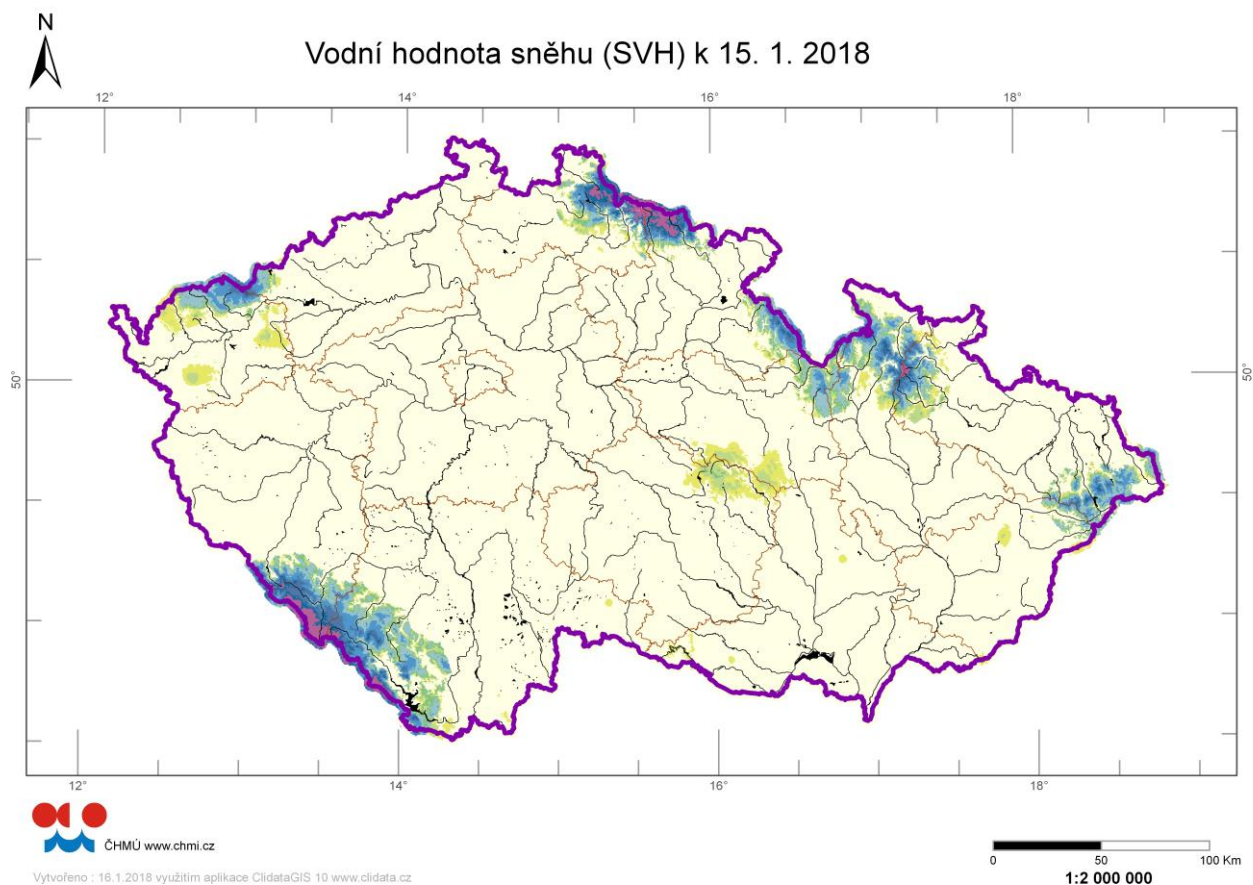 N
Vodní hodnota sněhu (SVH) k 15. 1. 2018
12° 14° 16° 18°
50° 50°
12° 14° 16° 18°
ČHMÚ www.chmi.cz
0 50 100 Km
1:2 000 000
Vytvořeno : 16.1.2018 využitím aplikace ClidataGIS 10 www.clidata.cz